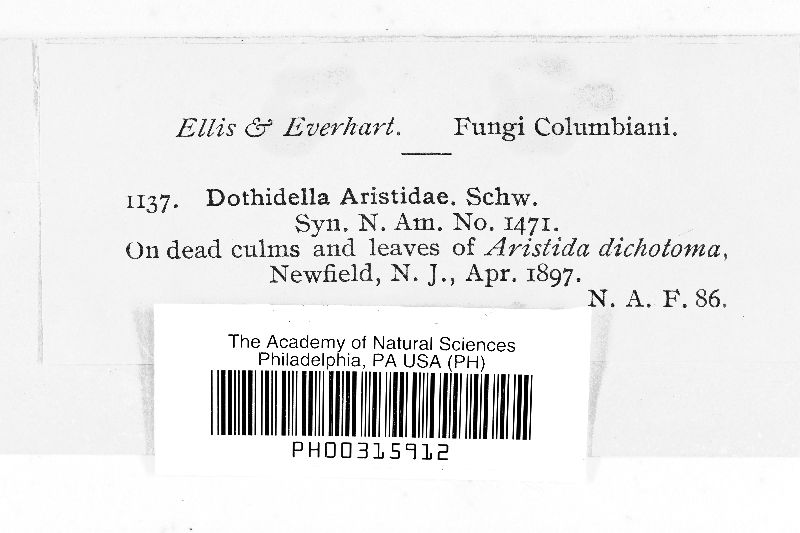 Ellis & Everhart. Fungi Columbiani.
1137. Dothidella Aristidae. Schw.
Syn. N. Am. No. 1471.
On dead culms and leaves of Aristida dichotoma,
Newfield, N. J., Apr. 1897.
N. A. F. 86.
The Academy of Natural Sciences
Philadelphia, PA USA (PH)
PH00315912